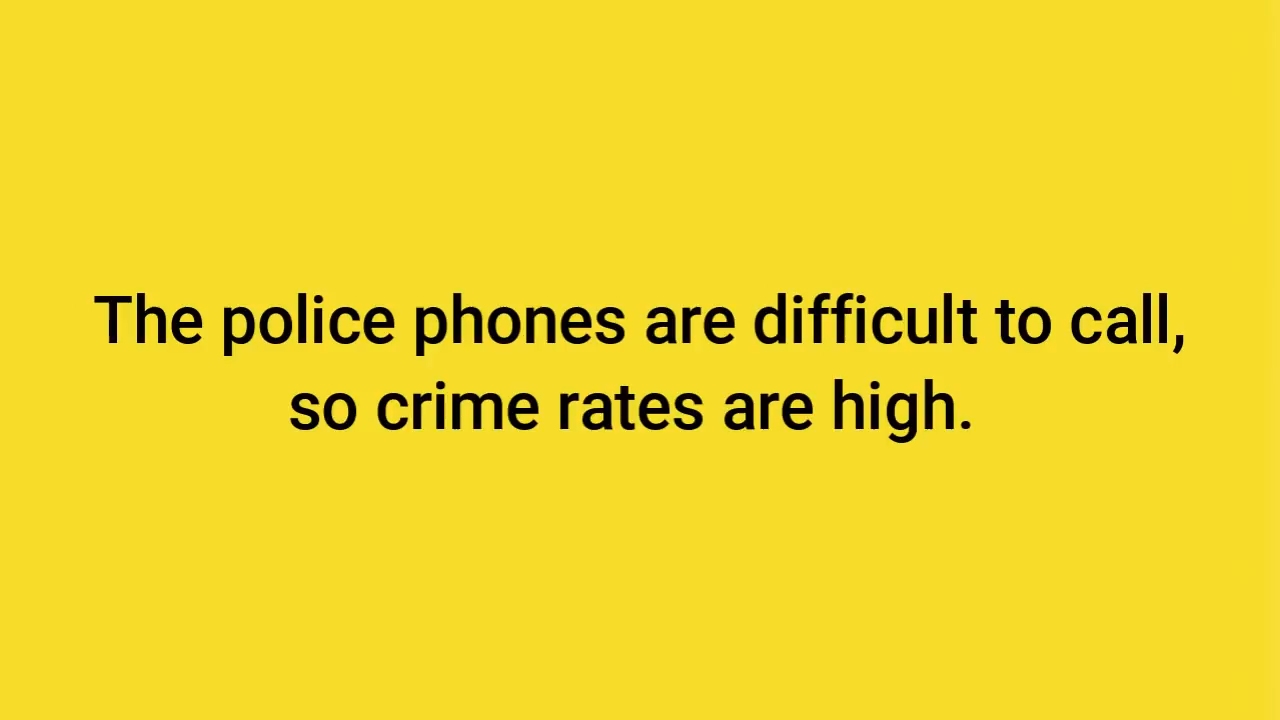 The police phones are difficult to call,
so crime rates are high.